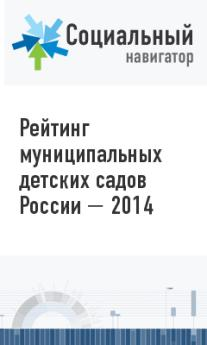 Социальный
навигатор
Рейтинг
муниципальных
детских садов
России — 2014